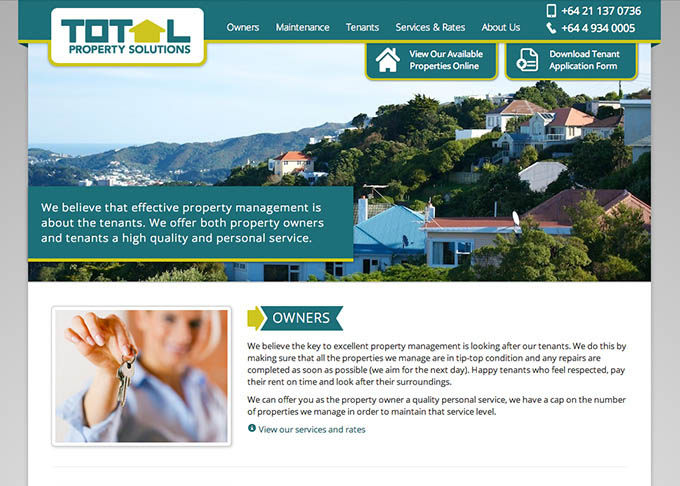 TOTAL
PROPERTY SOLUTIONS
Owners Maintenance Tenants Services & Rates About Us
+64 21 137 0736
+64 4 934 0005
View Our Available
Properties Online
Download Tenant
Application Form
We believe that effective property management is
about the tenants. We offer both property owners
and tenants a high quality and personal service.
OWNERS
We believe the key to excellent property management is looking after our tenants. We do this by
making sure that all the properties we manage are in tip-top condition and any repairs are
completed as soon as possible (we aim for the next day). Happy tenants who feel respected, pay
their rent on time and look after their surroundings.
We can offer you as the property owner a quality personal service, we have a cap on the number
of properties we manage in order to maintain that service level.
View our services and rates